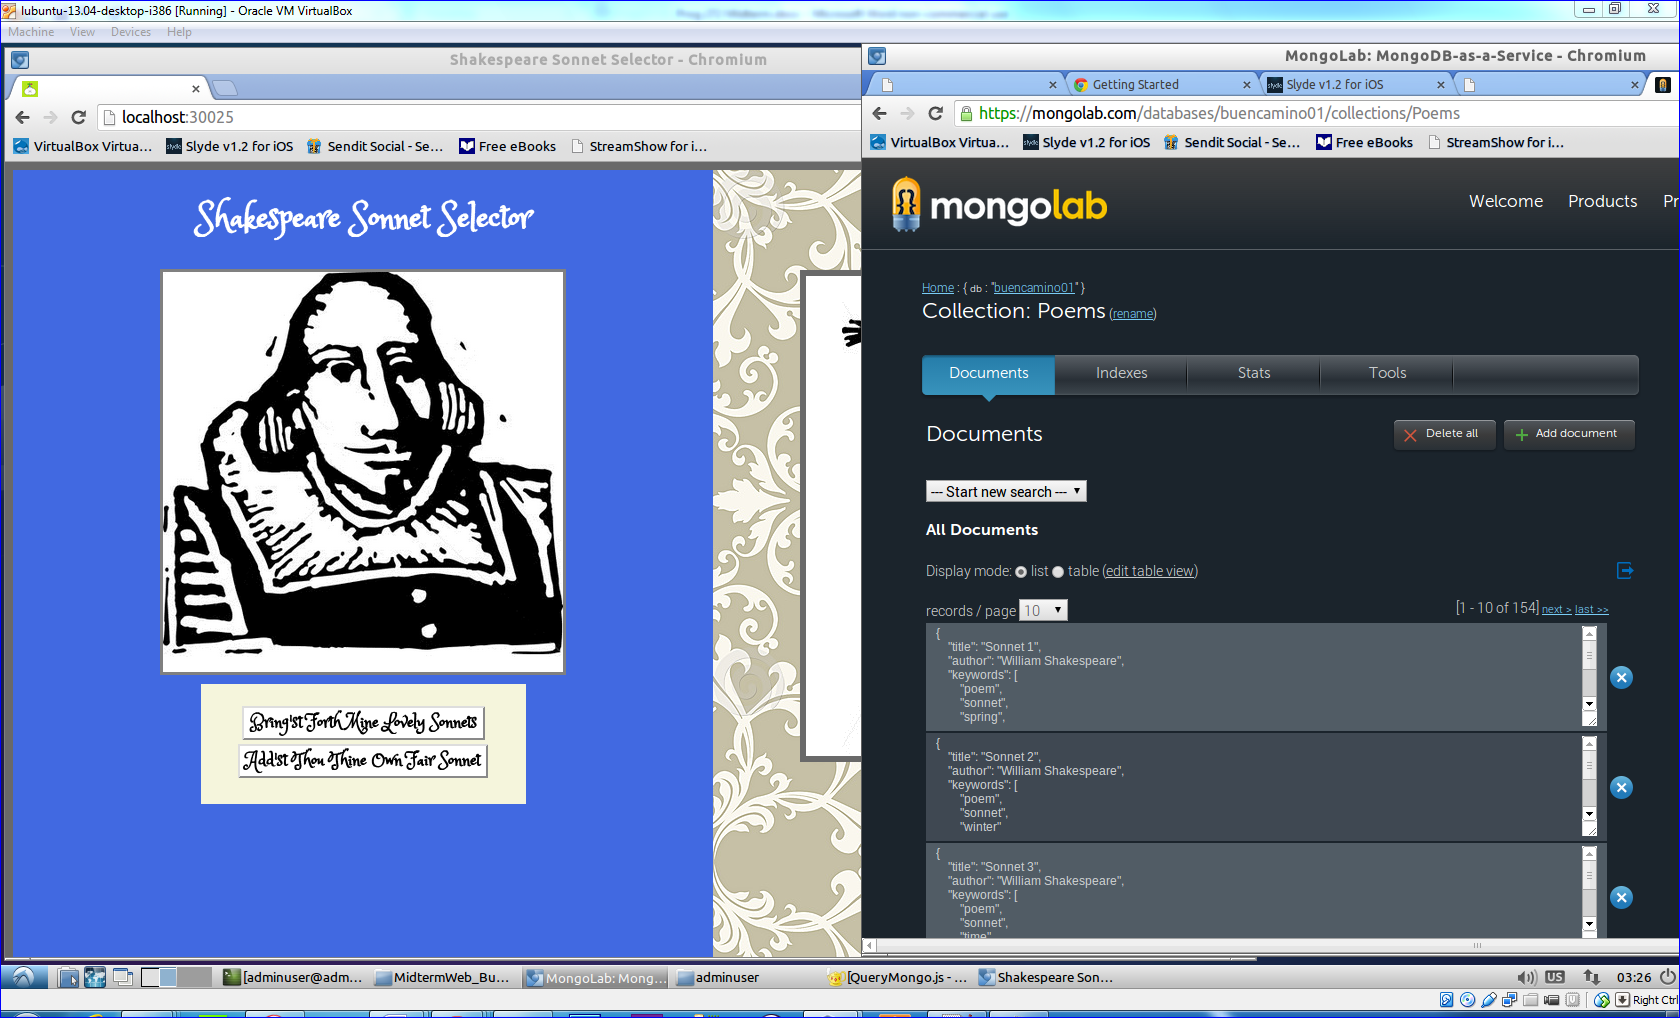 lubuntu-13.04-desktop-i386 [Running] - Oracle VM VirtualBox
Machine View Devices Help
Shakespeare Sonnet Selector - Chromium
localhost:30025
VirtualBox Virtua... Slyde v1.2 for iOS Sendit Social - Se... Free eBooks StreamShow for i...
Shakespeare Sonnet Selector
Bring'st Forth Mine Lovely Sonnets
Add'st Thou Thine Own Fair Sonnet
MongoLab: MongoDB-as-a-Service - Chromium
Getting Started Slyde v1.2 for iOS
https://mongolab.com/databases/buencamino01/collections/Poems
VirtualBox Virtua... Slyde v1.2 for iOS Sendit Social - Se... Free eBooks StreamShow for i...
mongolab
Welcome Products Pr
Home : { db : "buencamino01" }
Collection: Poems (rename)
Documents Indexes Stats Tools
Documents
Delete all Add document
--- Start new search ---
All Documents
Display mode: list table (edit table view)
records / page 10 [1 - 10 of 154] next > last >>
{
"title": "Sonnet 1",
"author": "William Shakespeare",
"keywords": [
"poem",
"sonnet",
"spring",
{
"title": "Sonnet 2",
"author": "William Shakespeare",
"keywords": [
"poem",
"sonnet",
"winter"
{
"title": "Sonnet 3",
"author": "William Shakespeare",
"keywords": [
"poem",
"sonnet",
"time"
[adminuser@adm... MidtermWeb_Bu... MongoLab: Mong... adminuser [QueryMongo.js - ... Shakespeare Son... US 03:26
Right Ctrl